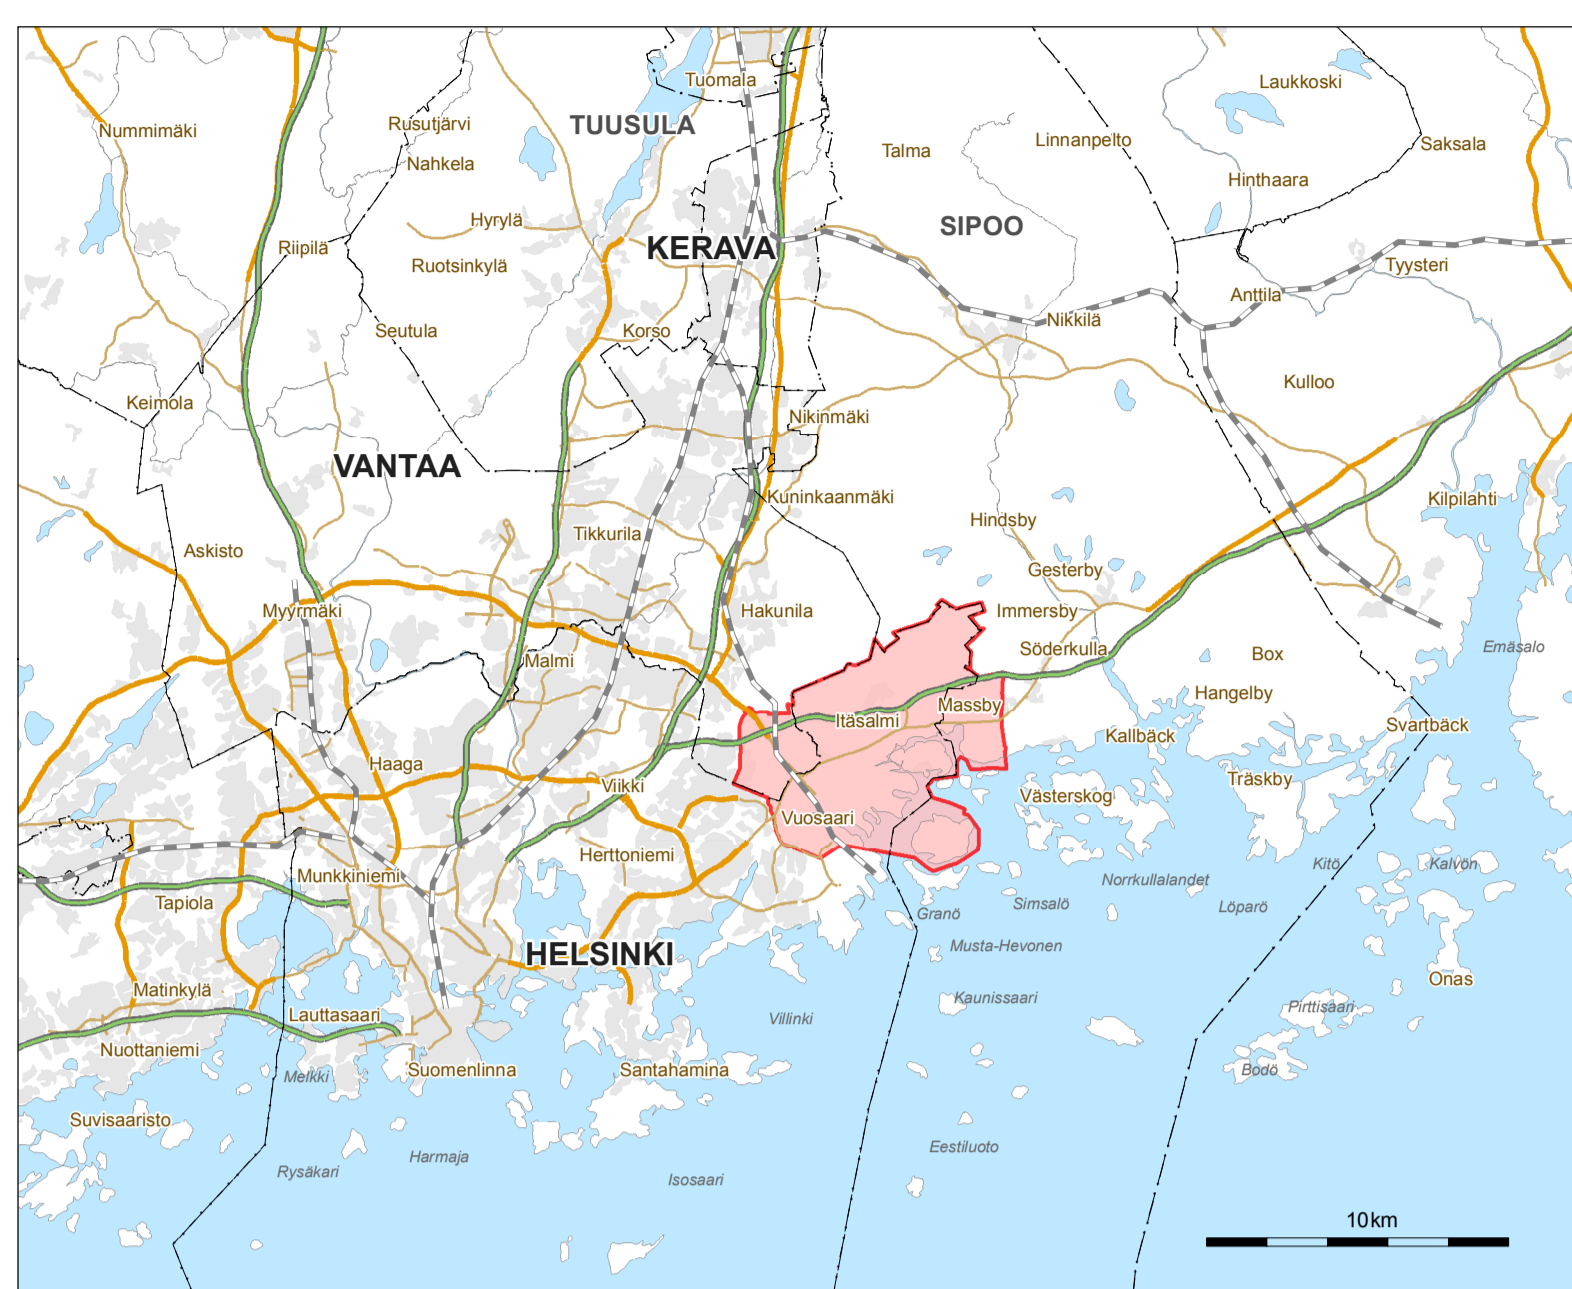 Tuomala
Laukkoski
Nummimäki
Rusutjärvi
TUUSULA
Talma
Linnanpelto
Saksala
Nahkela
Hinthaara
Hyrylä
SIPOO
Riipilä
KERAVA
Ruotsinkylä
Tyysteri
Anttila
Seutula
Korso
Nikkilä
Kulloo
Keimola
Nikinmäki
VANTAA
Kuninkaanmäki
Kilpilahti
Hindsby
Tikkurila
Askisto
Gesterby
Myyrmäki
Hakunila
Immersby
Söderkulla
Emäsalo
Malmi
Box
Hangelby
Massby
Itäsalmi
Svartbäck
Kallbäck
Haaga
Viikki
Träskby
Västerskog
Vuosaari
Herttoniemi
Kitö
Kalvön
Munkkiniemi
Norrkullalandet
Tapiola
Simsalö
Löparö
Granö
HELSINKI
Musta-Hevonen
Onas
Matinkylä
Kaunissaari
Pirttisaari
Lauttasaari
Villinki
Nuottaniemi
Suomenlinna
Santahamina
Bodö
Melkki
Suvisaaristo
Eestiluoto
Harmaja
Rysäkari
Isosaari
10km